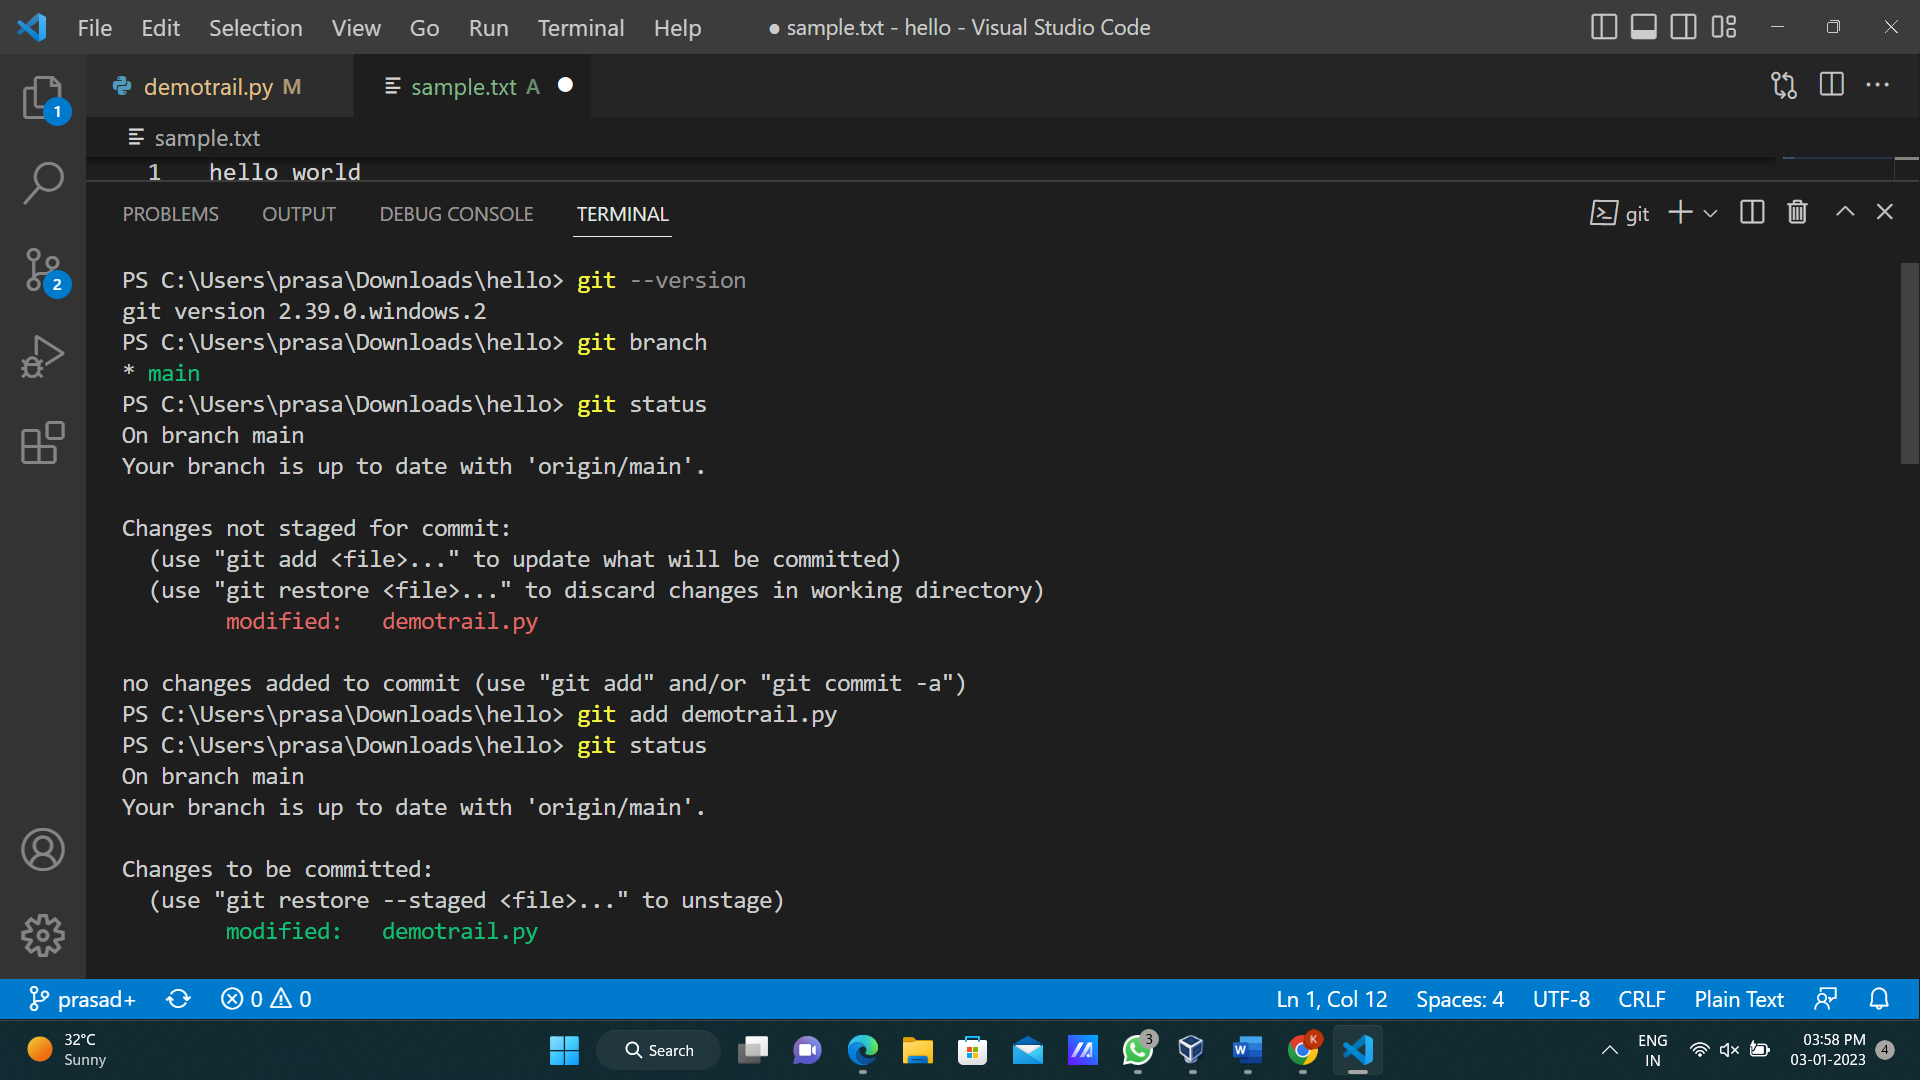 File Edit Selection View Go Run Terminal Help ● sample.txt - hello - Visual Studio Code
demotrail.py M sample.txt A
sample.txt
1 hello world
PROBLEMS OUTPUT DEBUG CONSOLE TERMINAL git
PS C:\Users\prasa\Downloads\hello> git --version
git version 2.39.0.windows.2
PS C:\Users\prasa\Downloads\hello> git branch
* main
PS C:\Users\prasa\Downloads\hello> git status
On branch main
Your branch is up to date with 'origin/main'.
Changes not staged for commit:
(use "git add <file>..." to update what will be committed)
(use "git restore <file>..." to discard changes in working directory)
modified: demotrail.py
no changes added to commit (use "git add" and/or "git commit -a")
PS C:\Users\prasa\Downloads\hello> git add demotrail.py
PS C:\Users\prasa\Downloads\hello> git status
On branch main
Your branch is up to date with 'origin/main'.
Changes to be committed:
(use "git restore --staged <file>..." to unstage)
modified: demotrail.py
1
2
prasad+ 0 0 Ln 1, Col 12 Spaces: 4 UTF-8 CRLF Plain Text
32°C
Sunny
Search
3
W
K
ENG
IN
03:58 PM
03-01-2023
4